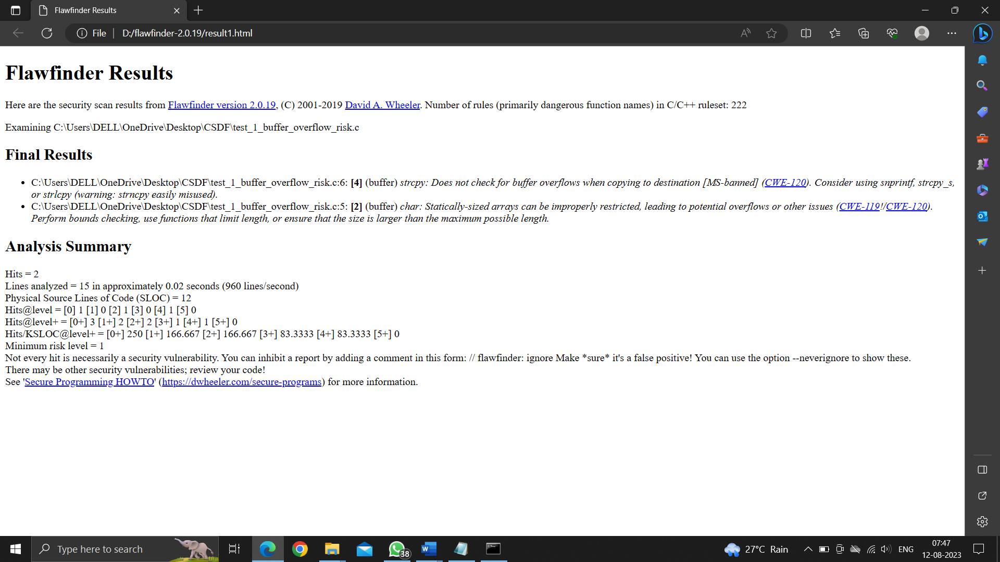 Flawfinder Results
File
D:/flawfinder-2.0.19/result1.html
Flawfinder Results
Here are the security scan results from Flawfinder version 2.0.19, (C) 2001-2019 David A. Wheeler. Number of rules (primarily dangerous function names) in C/C++ ruleset: 222
Examining C:\Users\DELL\OneDrive\Desktop\CSDF\test_1_buffer_overflow_risk.c
Final Results
• C:\Users\DELL\OneDrive\Desktop\CSDF\test_1_buffer_overflow_risk.c:6: [4] (buffer) strcpy: Does not check for buffer overflows when copying to destination [MS-banned] (CWE-120). Consider using snprintf, strcpy_s,
or strlcpy (warning: strncpy easily misused).
• C:\Users\DELL\OneDrive\Desktop\CSDF\test_1_buffer_overflow_risk.c:5: [2] (buffer) char: Statically-sized arrays can be improperly restricted, leading to potential overflows or other issues (CWE-119!/CWE-120).
Perform bounds checking, use functions that limit length, or ensure that the size is larger than the maximum possible length.
Analysis Summary
Hits = 2
Lines analyzed = 15 in approximately 0.02 seconds (960 lines/second)
Physical Source Lines of Code (SLOC) = 12
Hits@level = [0] 1 [1] 0 [2] 1 [3] 0 [4] 1 [5] 0
Hits@level+ = [0+] 3 [1+] 2 [2+] 2 [3+] 1 [4+] 1 [5+] 0
Hits/KSLOC@level+ = [0+] 250 [1+] 166.667 [2+] 166.667 [3+] 83.3333 [4+] 83.3333 [5+] 0
Minimum risk level = 1
Not every hit is necessarily a security vulnerability. You can inhibit a report by adding a comment in this form: // flawfinder: ignore Make *sure* it's a false positive! You can use the option --neverignore to show these.
There may be other security vulnerabilities; review your code!
See 'Secure Programming HOWTO' (https://dwheeler.com/secure-programs) for more information.
Type here to search
38
27°C Rain
ENG
07:47
12-08-2023